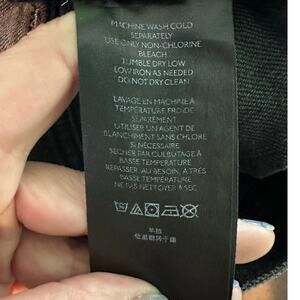 MACHINE WASH COLD
SEPARATELY
USE ONLY NON-CHLORINE
BLEACH
TUMBLE DRY LOW
LOW IRON AS NEEDED
DO NOT DRY CLEAN
LAVAGE EN MACHINE À
TEMPÉRATURE FROIDE
SÉPARÉMENT
UTILISER UN AGENT DE
BLANCHIMENT SANS CHLORE
SI NÉCESSAIRE
SÉCHER PAR CULBUTAGE À
BASSE TEMPÉRATURE
REPASSER, AU BESOIN, À TRÈS
BASSE TEMPÉRATURE
NE PAS NETTOYER À SEC